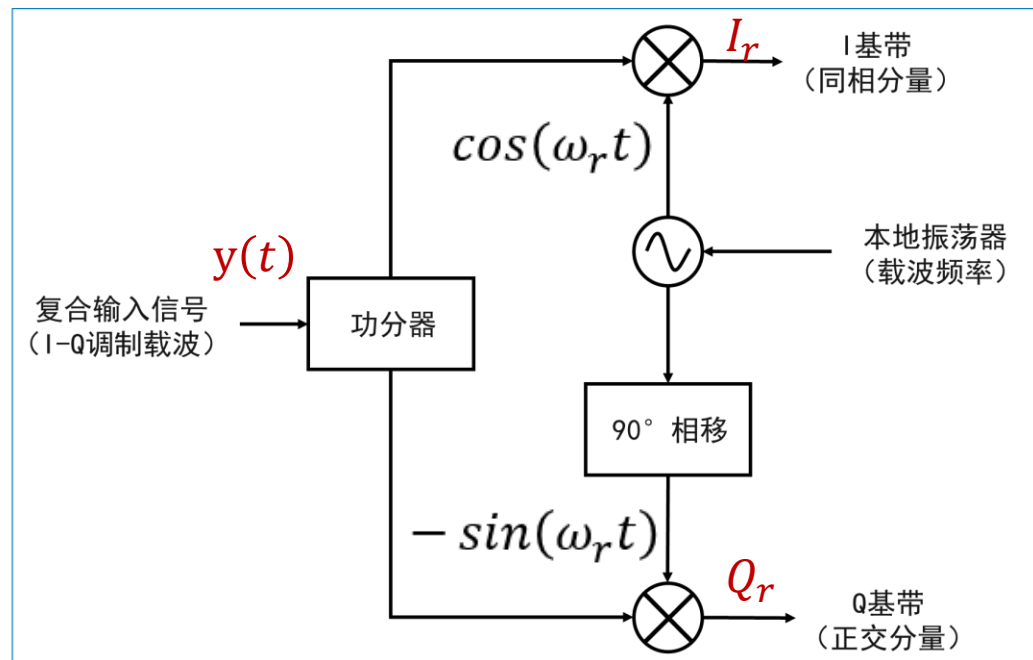 I_r
I基带
（同相分量）
cos(ω_r t)
y(t)
本地振荡器
（载波频率）
复合输入信号
（I-Q调制载波）
功分器
90° 相移
− sin(ω_r t)
Q_r
Q基带
（正交分量）